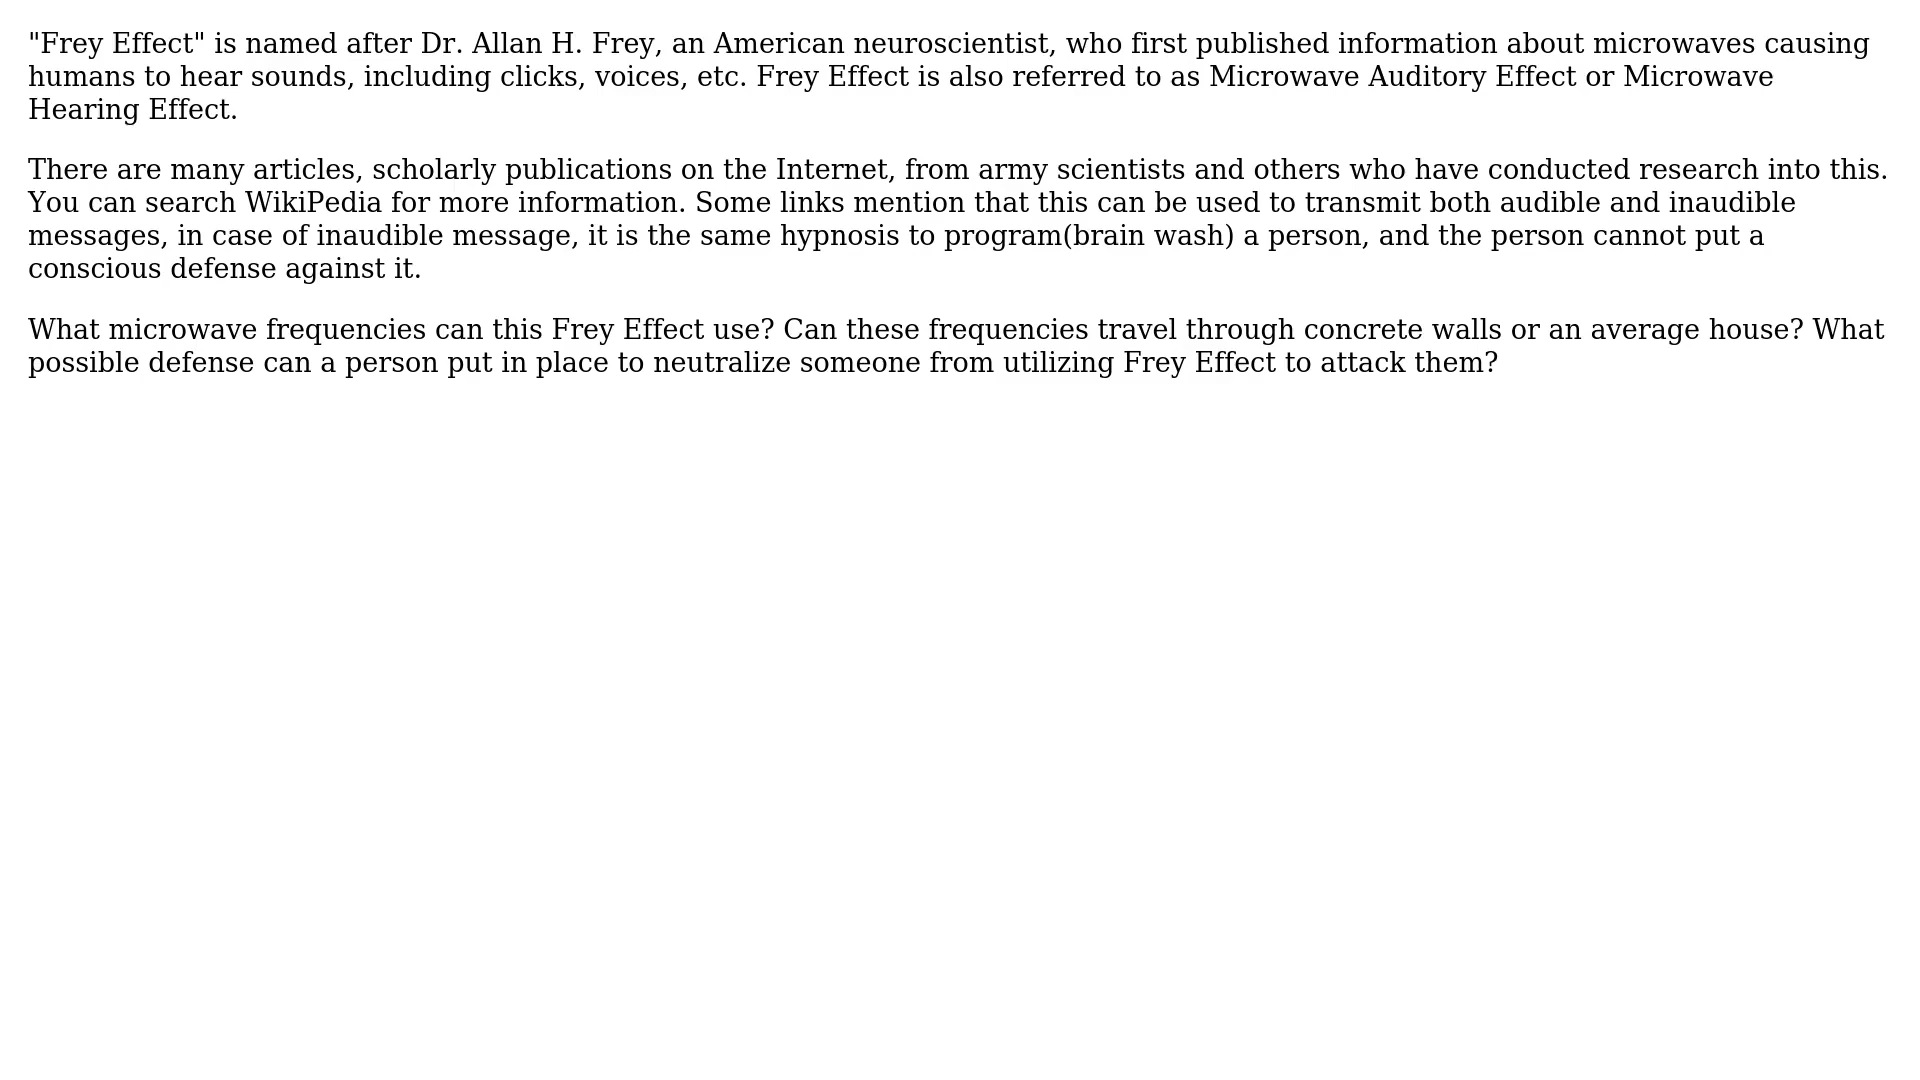 "Frey Effect" is named after Dr. Allan H. Frey, an American neuroscientist, who first published information about microwaves causing
humans to hear sounds, including clicks, voices, etc. Frey Effect is also referred to as Microwave Auditory Effect or Microwave
Hearing Effect.
There are many articles, scholarly publications on the Internet, from army scientists and others who have conducted research into this.
You can search WikiPedia for more information. Some links mention that this can be used to transmit both audible and inaudible
messages, in case of inaudible message, it is the same hypnosis to program(brain wash) a person, and the person cannot put a
conscious defense against it.
What microwave frequencies can this Frey Effect use? Can these frequencies travel through concrete walls or an average house? What
possible defense can a person put in place to neutralize someone from utilizing Frey Effect to attack them?